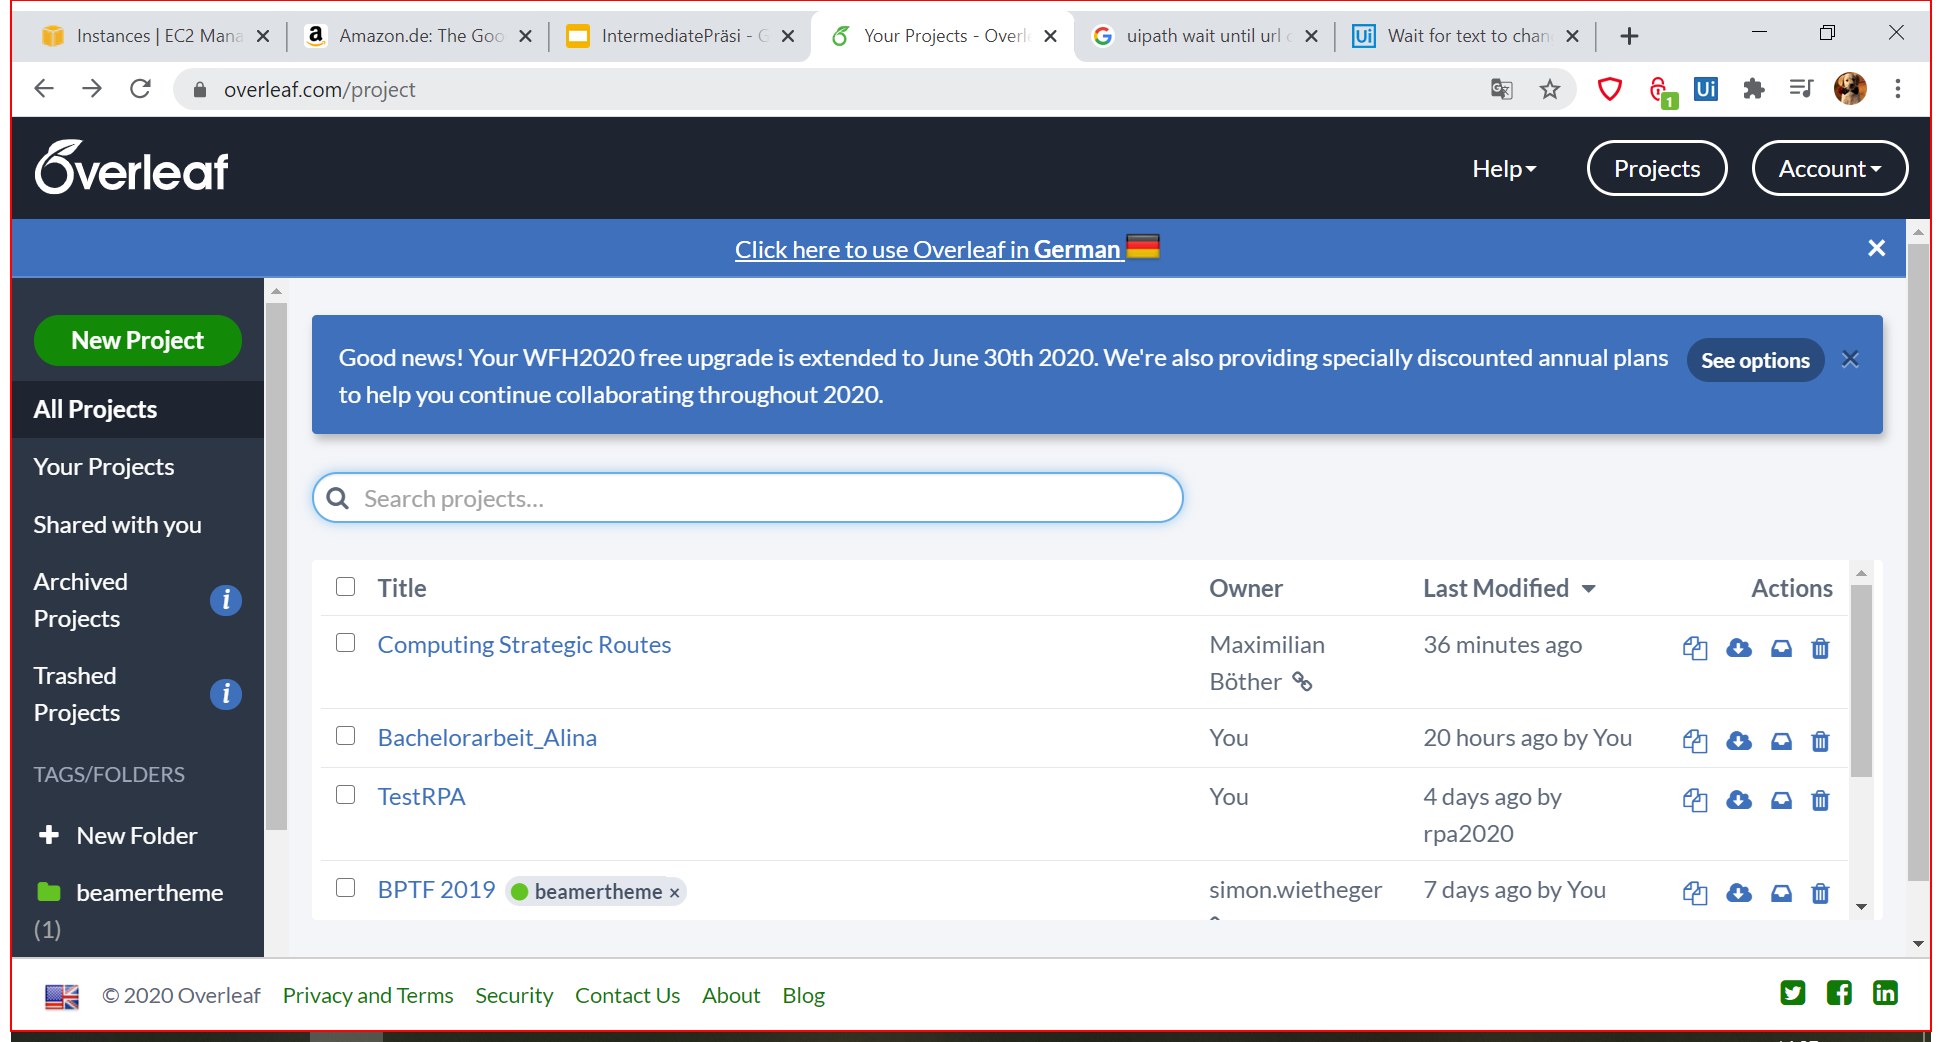 Instances | EC2 Mana
Amazon.de: The Goo
IntermediatePräsi - G
Your Projects - Overle
uipath wait until url c
Ui
Wait for text to chan
overleaf.com/project
1
Ui
Overleaf
Help
Projects
Account
Click here to use Overleaf in German
New Project
All Projects
Your Projects
Shared with you
Archived
Projects
Trashed
Projects
TAGS/FOLDERS
New Folder
beamertheme
(1)
Good news! Your WFH2020 free upgrade is extended to June 30th 2020. We're also providing specially discounted annual plans
to help you continue collaborating throughout 2020.
See options
Search projects...
Title Owner Last Modified Actions
Computing Strategic Routes Maximilian 36 minutes ago
Böther
Bachelorarbeit_Alina You 20 hours ago by You
TestRPA You 4 days ago by
rpa2020
BPTF 2019 beamertheme × simon.wietheger 7 days ago by You
© 2020 Overleaf Privacy and Terms Security Contact Us About Blog